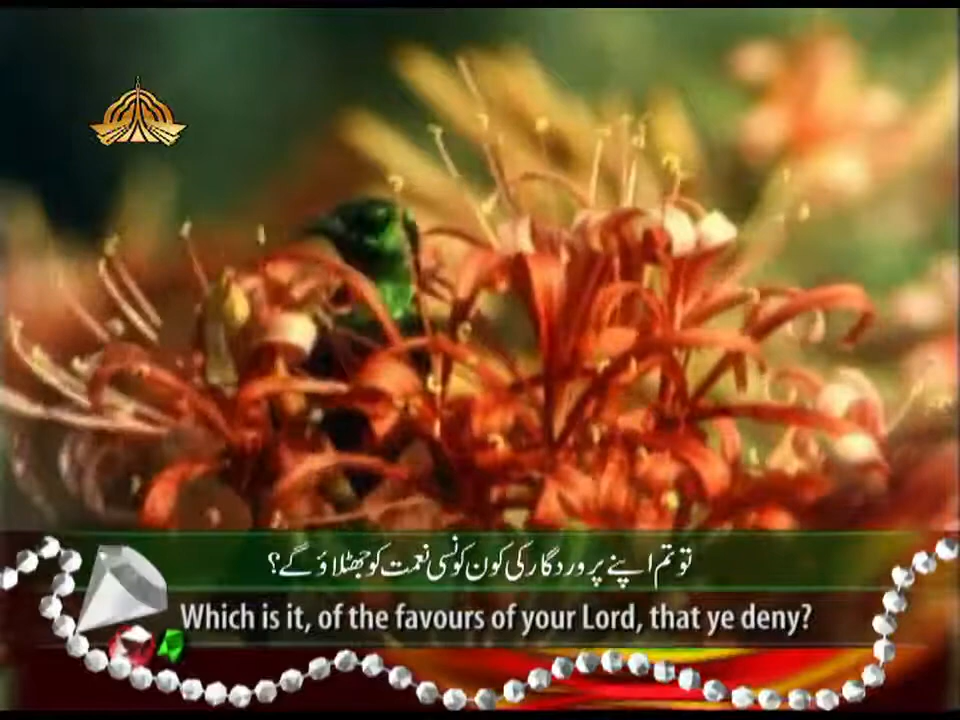 تو تم اپنے پروردگار کی کون کونسی نعمت کو جھٹلاؤ گے؟
Which is it, of the favours of your Lord, that ye deny?